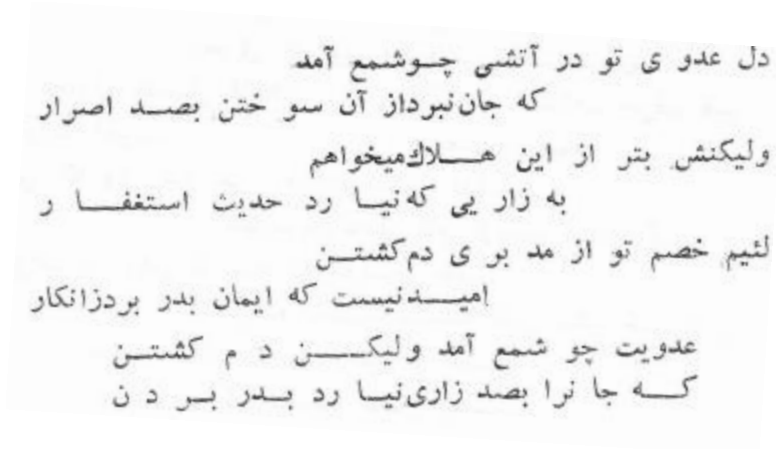 دل عدو ی تو در آتشی چوشمع آمد
که جان‌نبرداز آن سو ختن بصد اصرار
ولیکنش بتر از این هلاك‌میخواهم
به زار یی که نیا رد حدیث استغفا ر
لئیم خصم تو از مد بر ی دم کشتن
امیدنیست که ایمان بدر بردزانکار
عدویت چو شمع آمد ولیکن د م کشتن
که جا نرا بصد زاری نیا رد بدر بر د ن